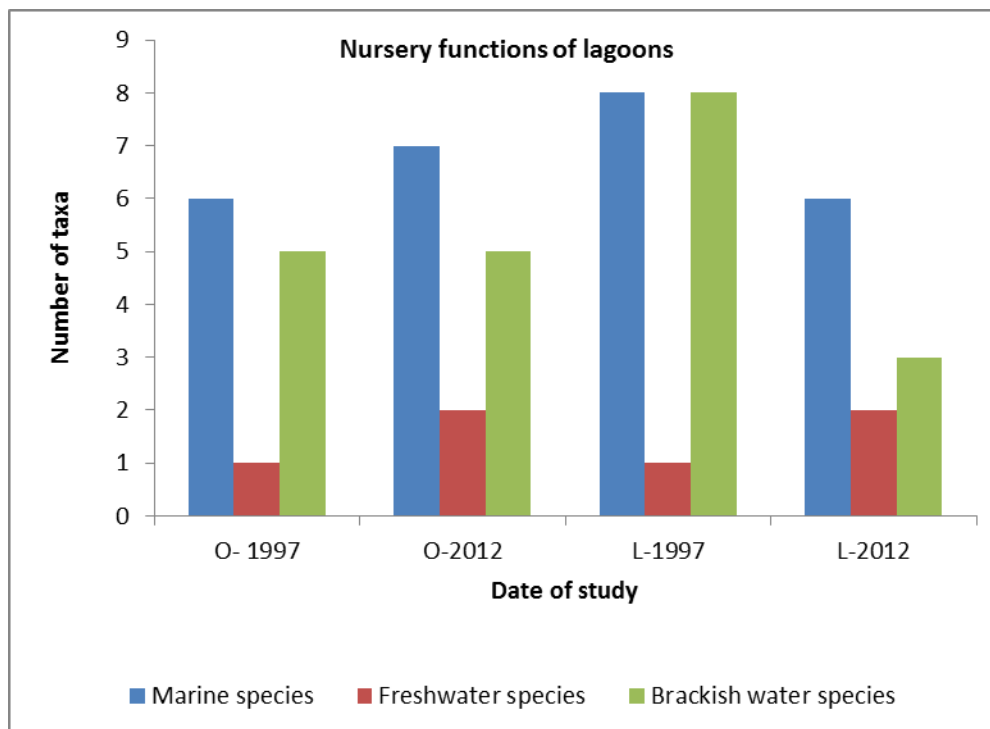 Nursery functions of lagoons
9
8
7
6
5
4
3
2
1
0
Number of taxa
O- 1997 O-2012 L-1997 L-2012
Date of study
Marine species Freshwater species Brackish water species